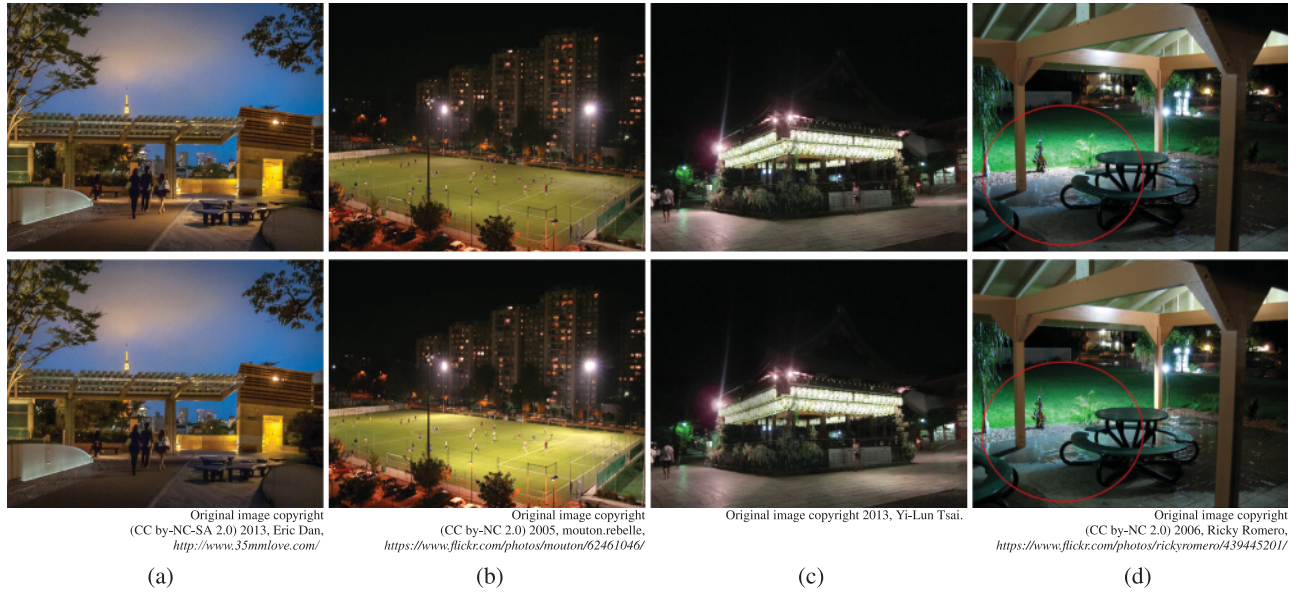 Original image copyright
(CC by-NC-SA 2.0) 2013, Eric Dan,
http://www.35mmlove.com/
Original image copyright
(CC by-NC 2.0) 2005, mouton.rebelle,
https://www.flickr.com/photos/mouton/62461046/
Original image copyright 2013, Yi-Lun Tsai.
Original image copyright
(CC by-NC 2.0) 2006, Ricky Romero,
https://www.flickr.com/photos/rickyromero/439445201/
(a)
(b)
(c)
(d)